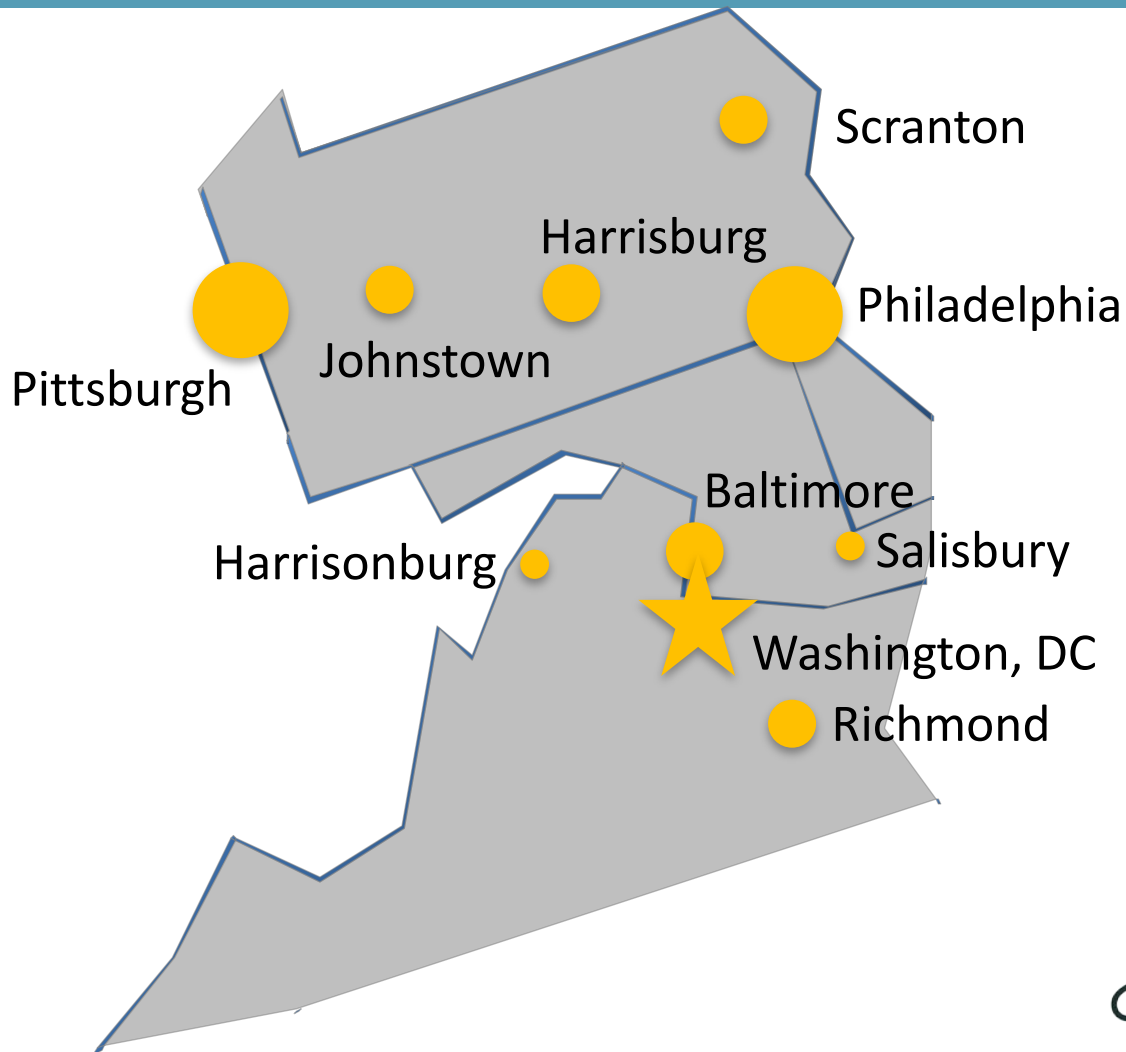 Scranton
Harrisburg
Philadelphia
Johnstown
Pittsburgh
Baltimore
Salisbury
Harrisonburg
Washington, DC
Richmond